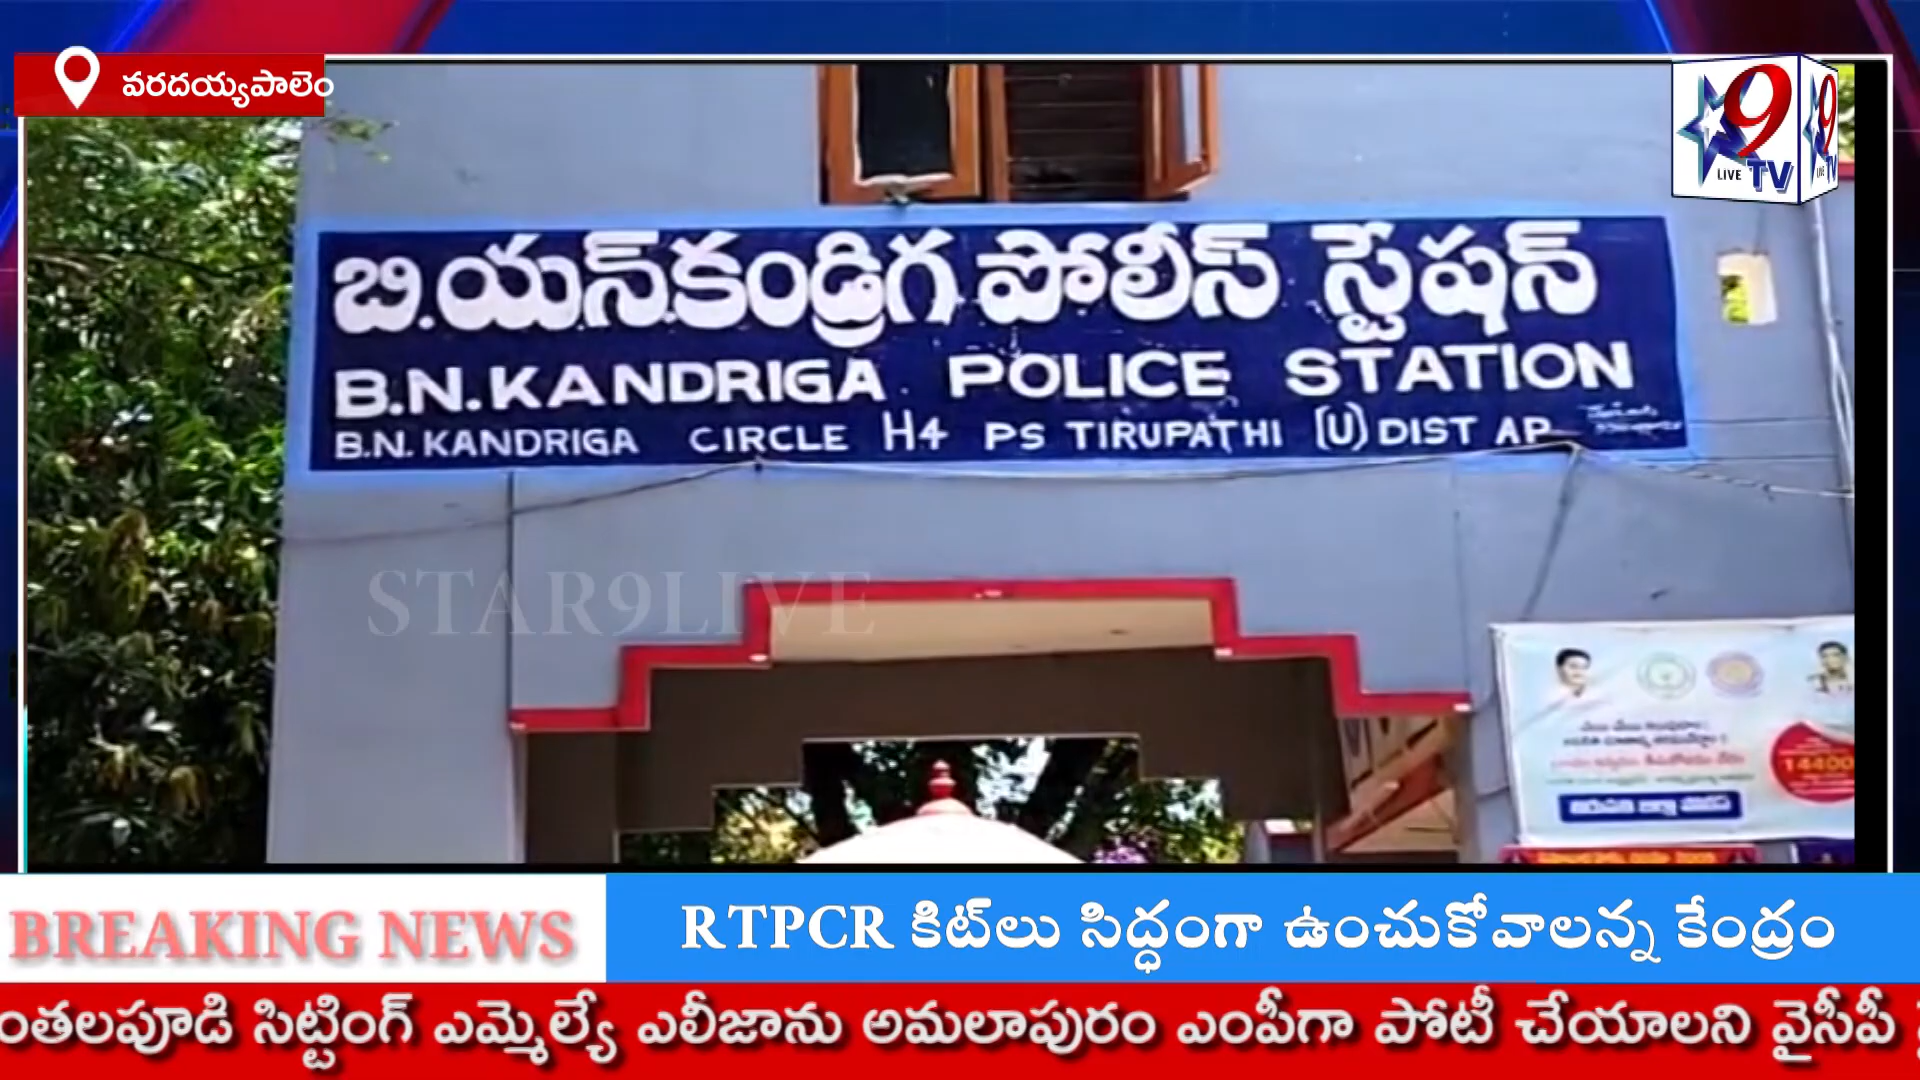 వరదయ్యపాలెం
9
LIVE TV
బి.యన్.కండ్రిగ పోలీస్ స్టేషన్
B.N.KANDRIGA POLICE STATION
B.N. KANDRIGA CIRCLE H4 PS TIRUPATHI (U) DIST AP
STAR9LIVE
14400
BREAKING NEWS
RTPCR కిట్‌లు సిద్ధంగా ఉంచుకోవాలన్న కేంద్రం
ంతలపూడి సిట్టింగ్ ఎమ్మెల్యే ఎలీజాను అమలాపురం ఎంపీగా పోటీ చేయాలని వైసీపీ